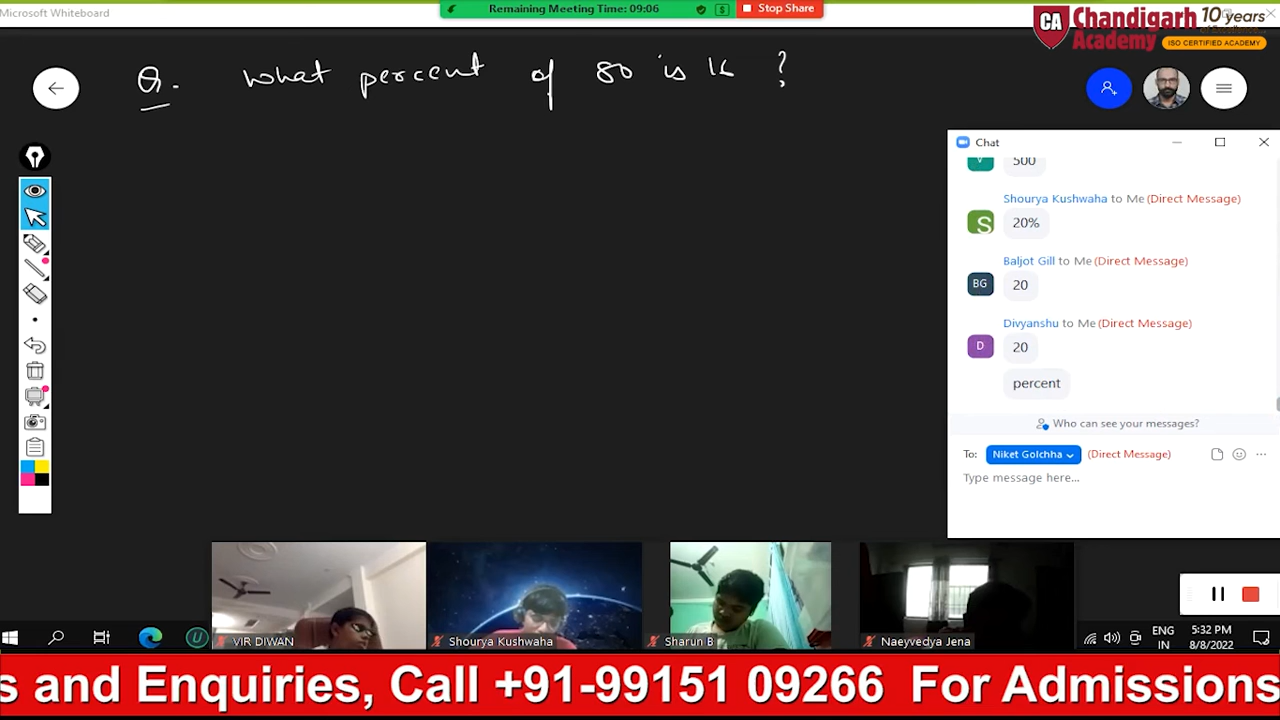 Microsoft Whiteboard
Remaining Meeting Time: 09:06
Stop Share
CA Chandigarh Academy
10 years
of Excellence
ISO CERTIFIED ACADEMY
Q. What percent of 80 is 16 ?
Chat
V
500
Shourya Kushwaha to Me (Direct Message)
S
20%
Baljot Gill to Me (Direct Message)
BG
20
Divyanshu to Me (Direct Message)
D
20
percent
Who can see your messages?
To: Niket Golchha (Direct Message)
Type message here...
VIR DIWAN
Shourya Kushwaha
Sharun B
Naeyvedya Jena
ENG
IN
5:32 PM
8/8/2022
s and Enquiries, Call +91-99151 09266 For Admissions